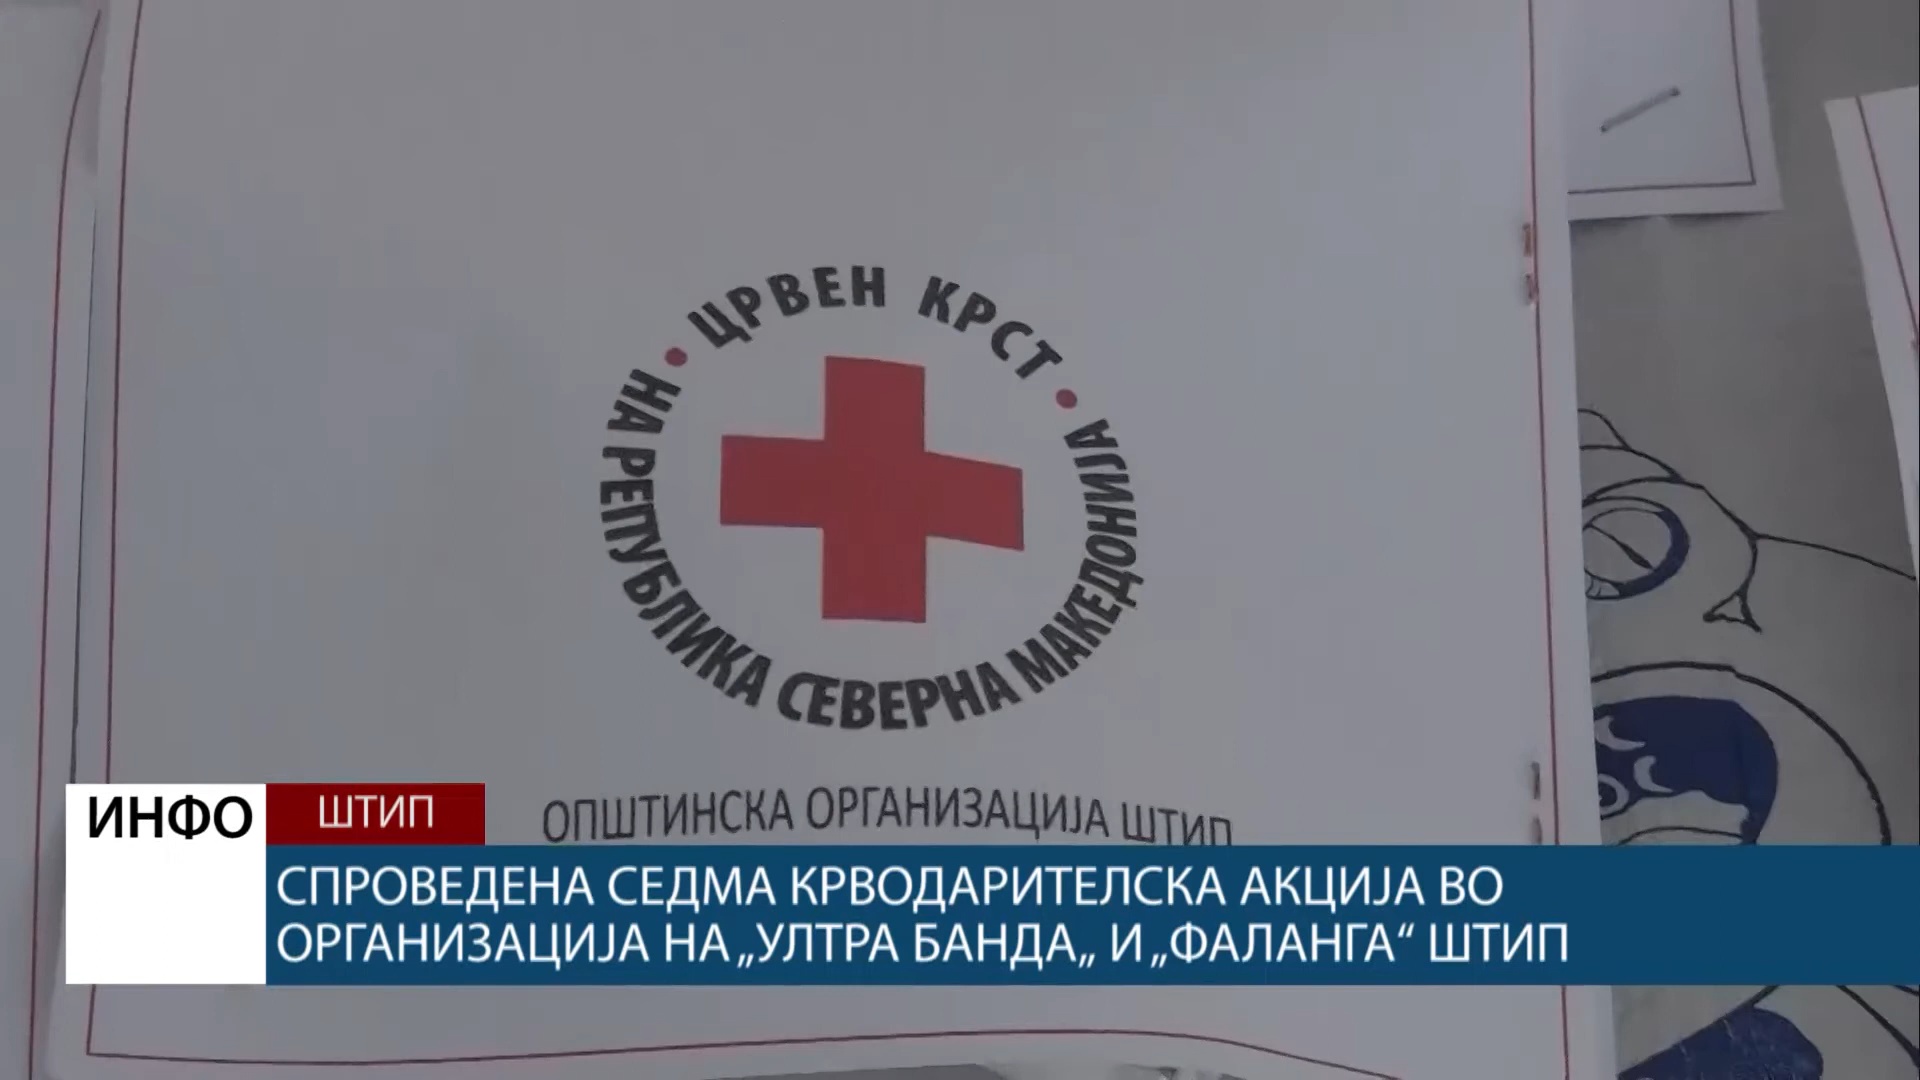 • ЦРВЕН КРСТ •
НА РЕПУБЛИКА СЕВЕРНА МАКЕДОНИЈА
ОПШТИНСКА ОРГАНИЗАЦИЈА ШТИП
ИНФО
ШТИП
СПРОВЕДЕНА СЕДМА КРВОДАРИТЕЛСКА АКЦИЈА ВО
ОРГАНИЗАЦИЈА НА „УЛТРА БАНДА„ И „ФАЛАНГА“ ШТИП